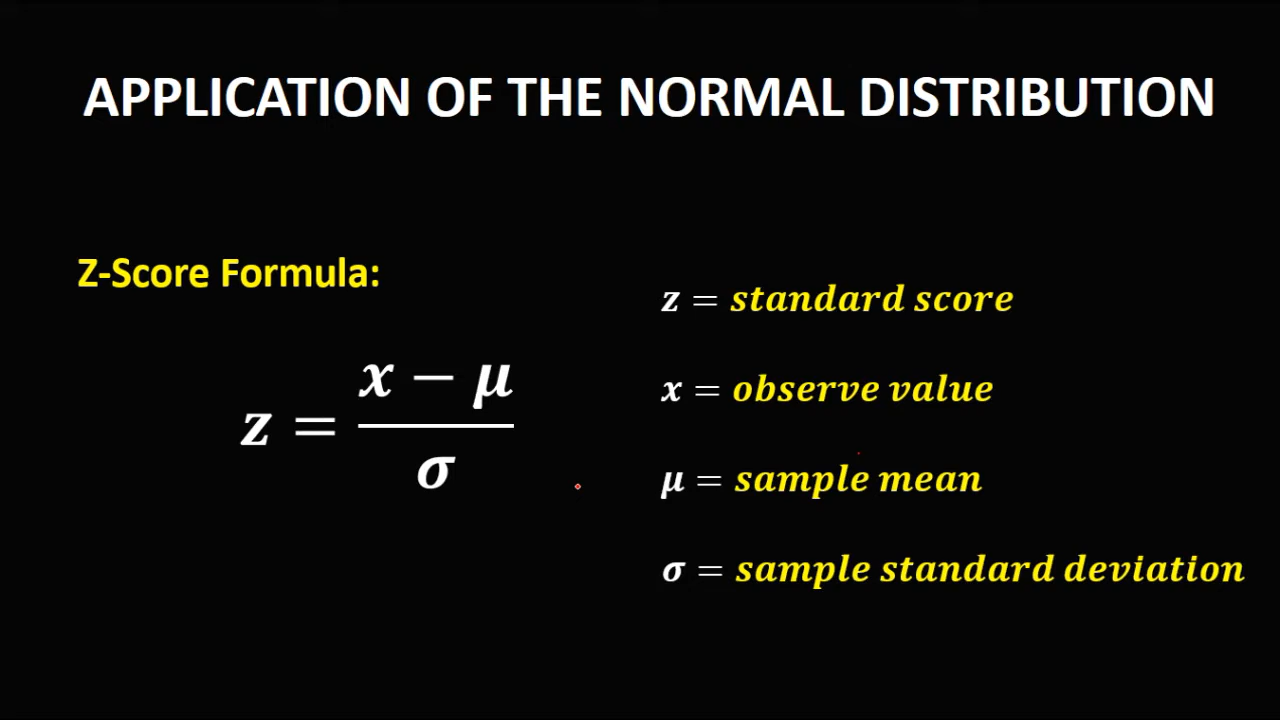 APPLICATION OF THE NORMAL DISTRIBUTION
Z-Score Formula:
z = x − μ / σ
z = standard score
x = observe value
μ = sample mean
σ = sample standard deviation